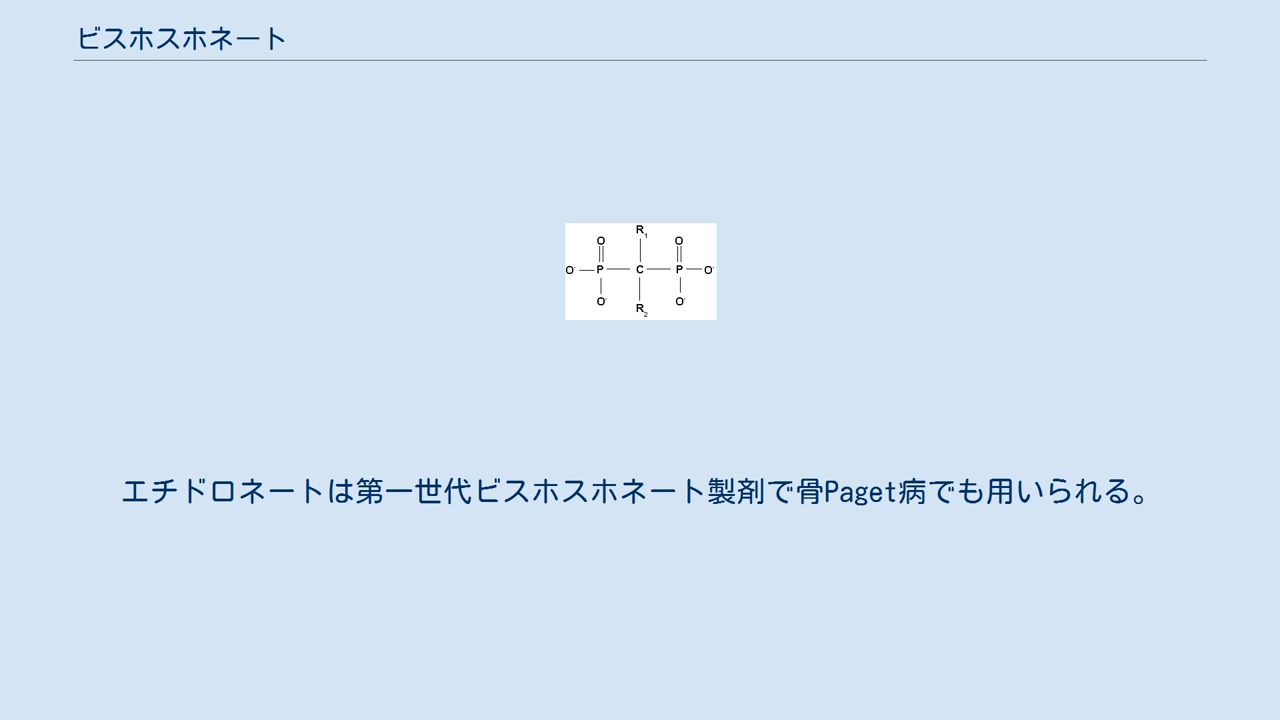 ビスホスホネート
R1
O O
O- P C P O-
O- O-
R2
エチドロネートは第一世代ビスホスホネート製剤で骨Paget病でも用いられる。